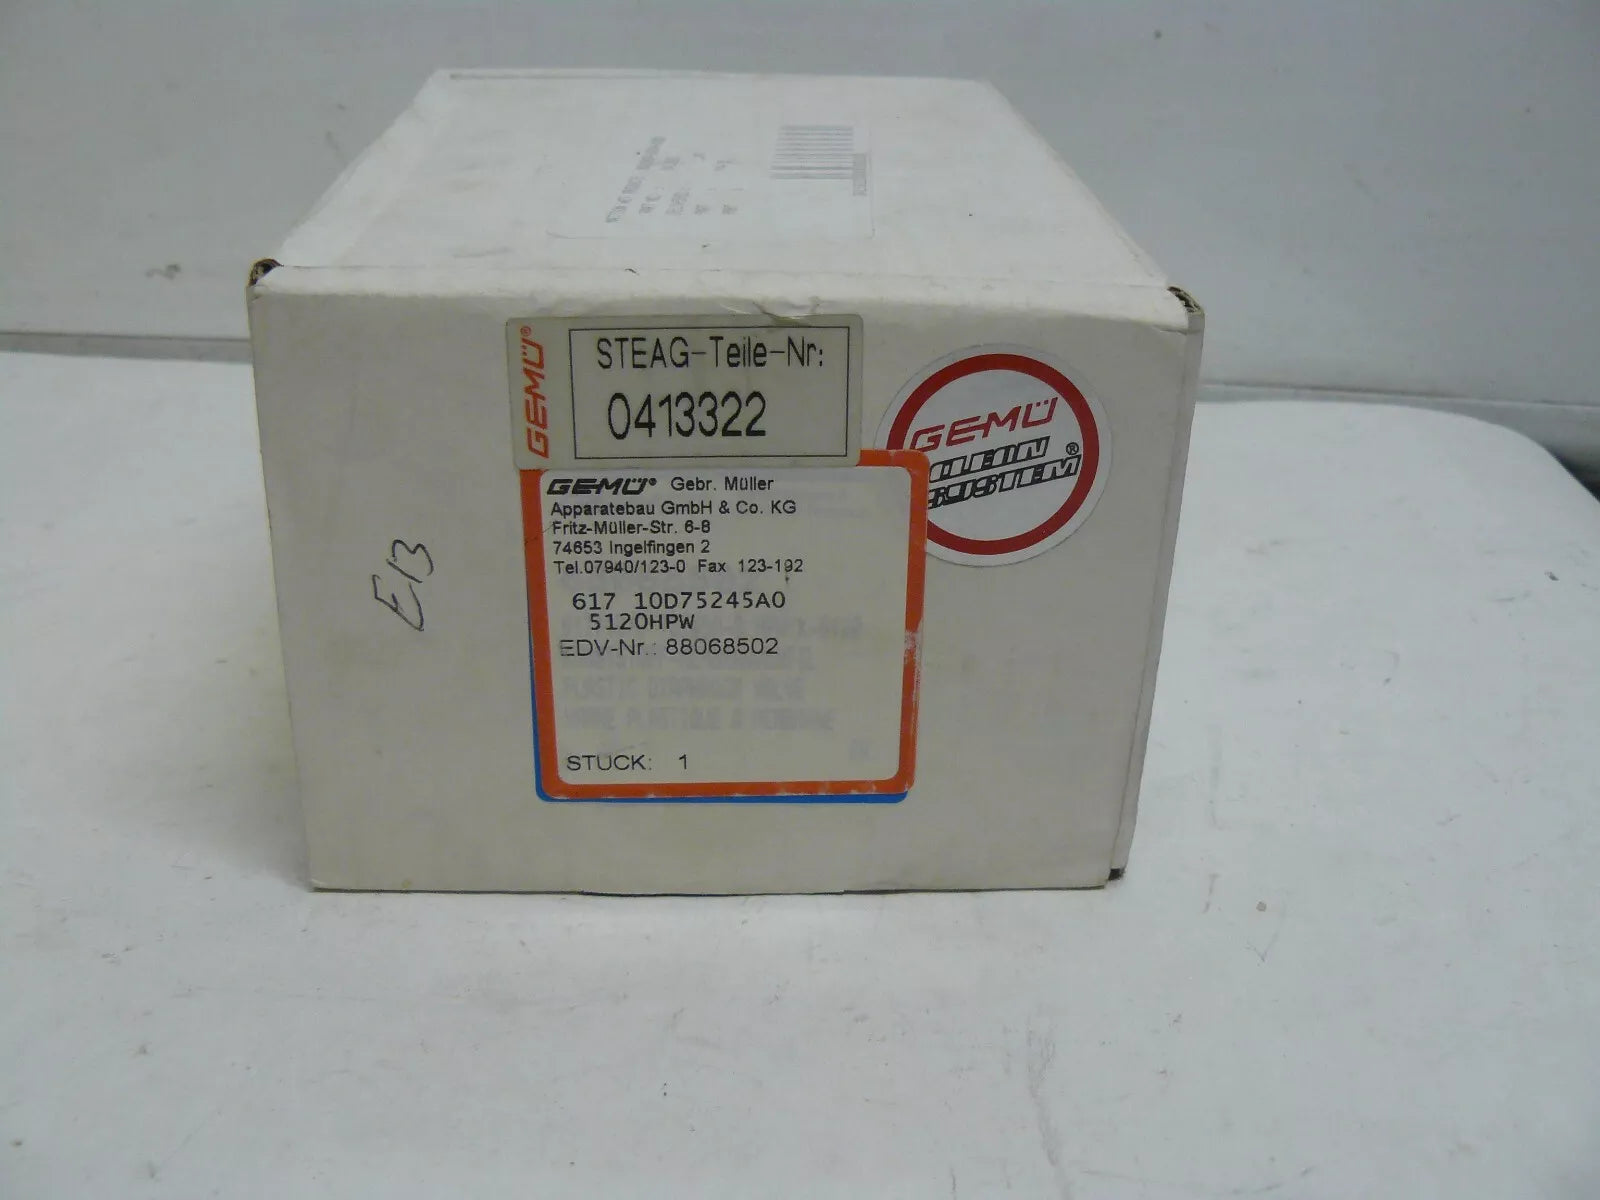 GEMÜ®
STEAG-Teile-Nr:
0413322
GEMÜ
CLEAN
SYSTEM®
GEMÜ® Gebr. Müller
Apparatebau GmbH & Co. KG
Fritz-Müller-Str. 6-8
74653 Ingelfingen 2
Tel.07940/123-0 Fax 123-192
617 10D75245A0
5120HPW
EDV-Nr.: 88068502
PLASTIC DIAPHRAGM VALVE
STÜCK: 1
E13